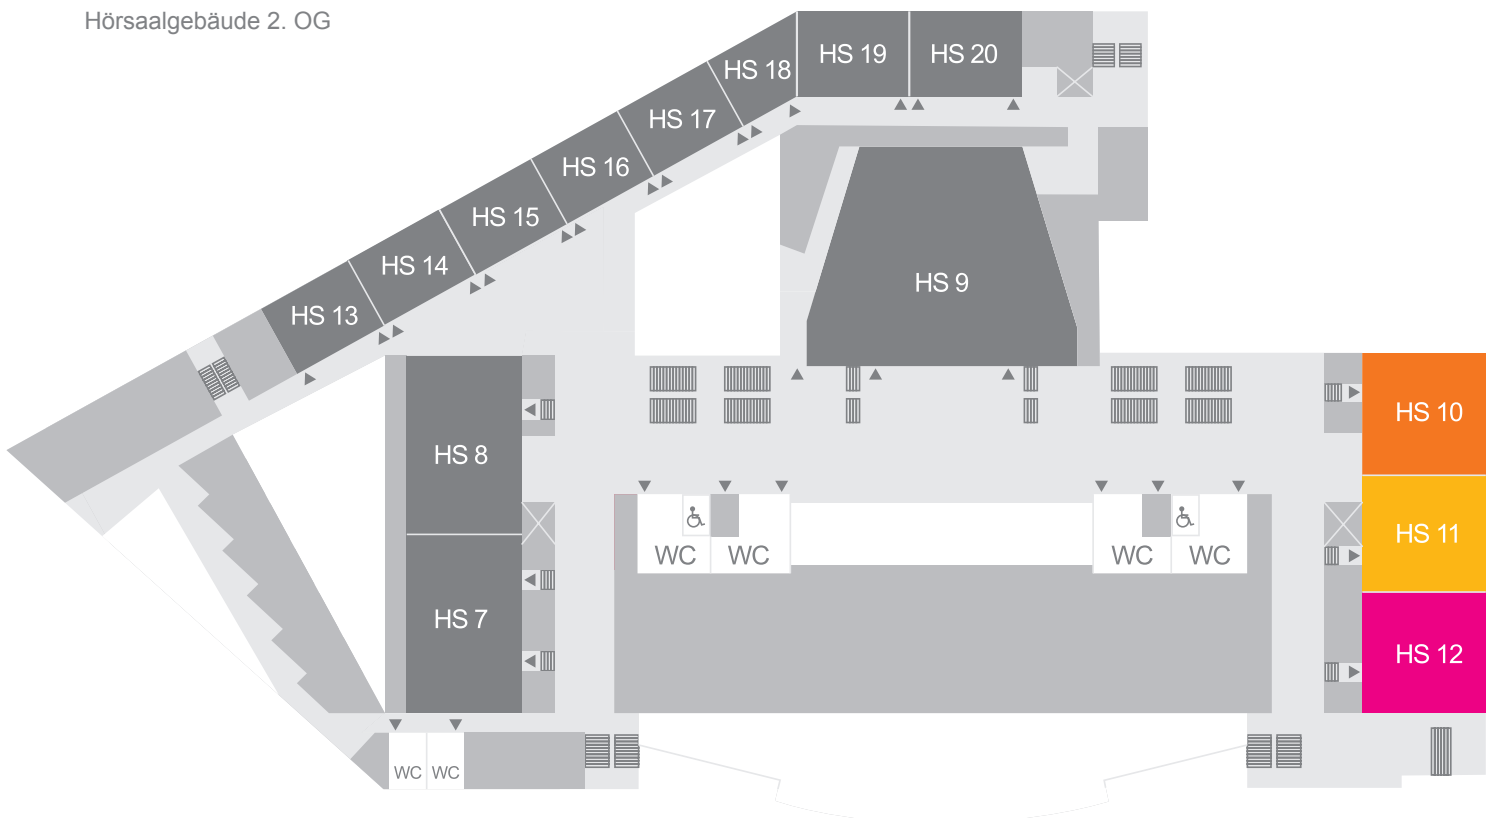 Hörsaalgebäude 2. OG
HS 19
HS 20
HS 18
HS 17
HS 16
HS 15
HS 14
HS 13
HS 9
HS 8
HS 7
HS 10
HS 11
HS 12
WC
WC
WC
WC
WC
WC